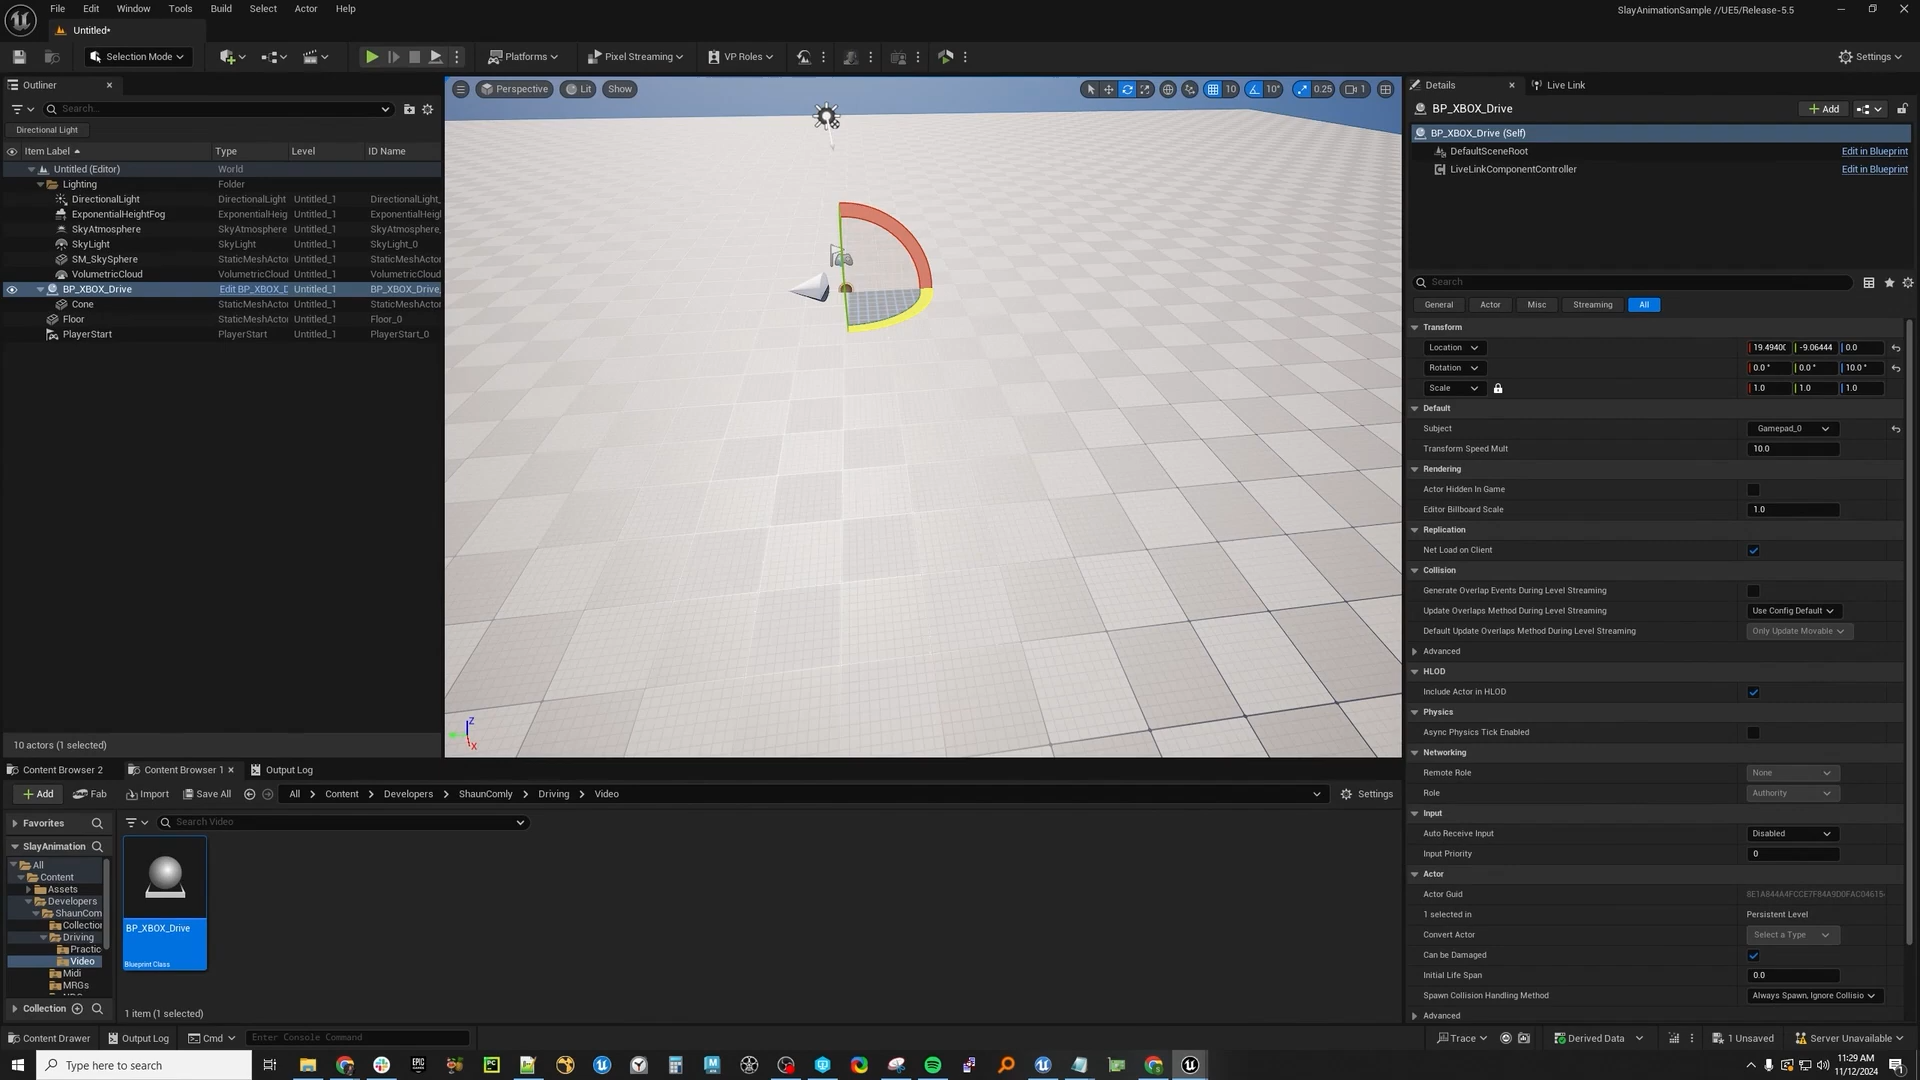 File Edit Window Tools Build Select Actor Help
SlayAnimationSample //UE5/Release-5.5
Untitled*
Selection Mode Platforms Pixel Streaming VP Roles Settings
Outliner
Search...
Directional Light
Item Label Type Level ID Name
Untitled (Editor) World
Lighting Folder
DirectionalLight DirectionalLight Untitled_1 DirectionalLight_
ExponentialHeightFog ExponentialHeig Untitled_1 ExponentialHeig
SkyAtmosphere SkyAtmosphere Untitled_1 SkyAtmosphere_
SkyLight SkyLight Untitled_1 SkyLight_0
SM_SkySphere StaticMeshActor Untitled_1 StaticMeshActor
VolumetricCloud VolumetricCloud Untitled_1 VolumetricCloud
BP_XBOX_Drive Edit BP_XBOX_D Untitled_1 BP_XBOX_Drive_
Cone StaticMeshActor Untitled_1 StaticMeshActor
Floor StaticMeshActor Untitled_1 Floor_0
PlayerStart PlayerStart Untitled_1 PlayerStart_0
10 actors (1 selected)
Perspective Lit Show 10 10° 0.25 1
Z
X
Details Live Link
BP_XBOX_Drive Add
BP_XBOX_Drive (Self)
DefaultSceneRoot Edit in Blueprint
LiveLinkComponentController Edit in Blueprint
Search
General Actor Misc Streaming All
Transform
Location -9.06444 0.0
Rotation 0.0 ° 0.0 ° 10.0 °
Scale 1.0 1.0 1.0
Default
Subject Gamepad_0
Transform Speed Mult 10.0
Rendering
Actor Hidden In Game
Editor Billboard Scale 1.0
Replication
Net Load on Client
Collision
Generate Overlap Events During Level Streaming
Update Overlaps Method During Level Streaming Use Config Default
Default Update Overlaps Method During Level Streaming Only Update Movable
Advanced
HLOD
Include Actor in HLOD
Physics
Async Physics Tick Enabled
Networking
Remote Role None
Role Authority
Input
Auto Receive Input Disabled
Input Priority 0
Actor
Actor Guid
1 selected in Persistent Level
Convert Actor Select a Type
Can be Damaged
Initial Life Span 0.0
Spawn Collision Handling Method Always Spawn, Ignore Collisio
Advanced
Content Browser 2 Content Browser 1 Output Log
Add Fab Import Save All All Content Developers ShaunComly Driving Video Settings
Favorites
Search Video
SlayAnimation
All
Content
Assets
Developers
ShaunCom
Collection
Driving
Practic
Video
Midi
MRGs
Collection
BP_XBOX_Drive
Blueprint Class
1 item (1 selected)
Content Drawer Output Log Cmd Enter Console Command Trace Derived Data 1 Unsaved Server Unavailable
Type here to search
11:29 AM
11/12/2024